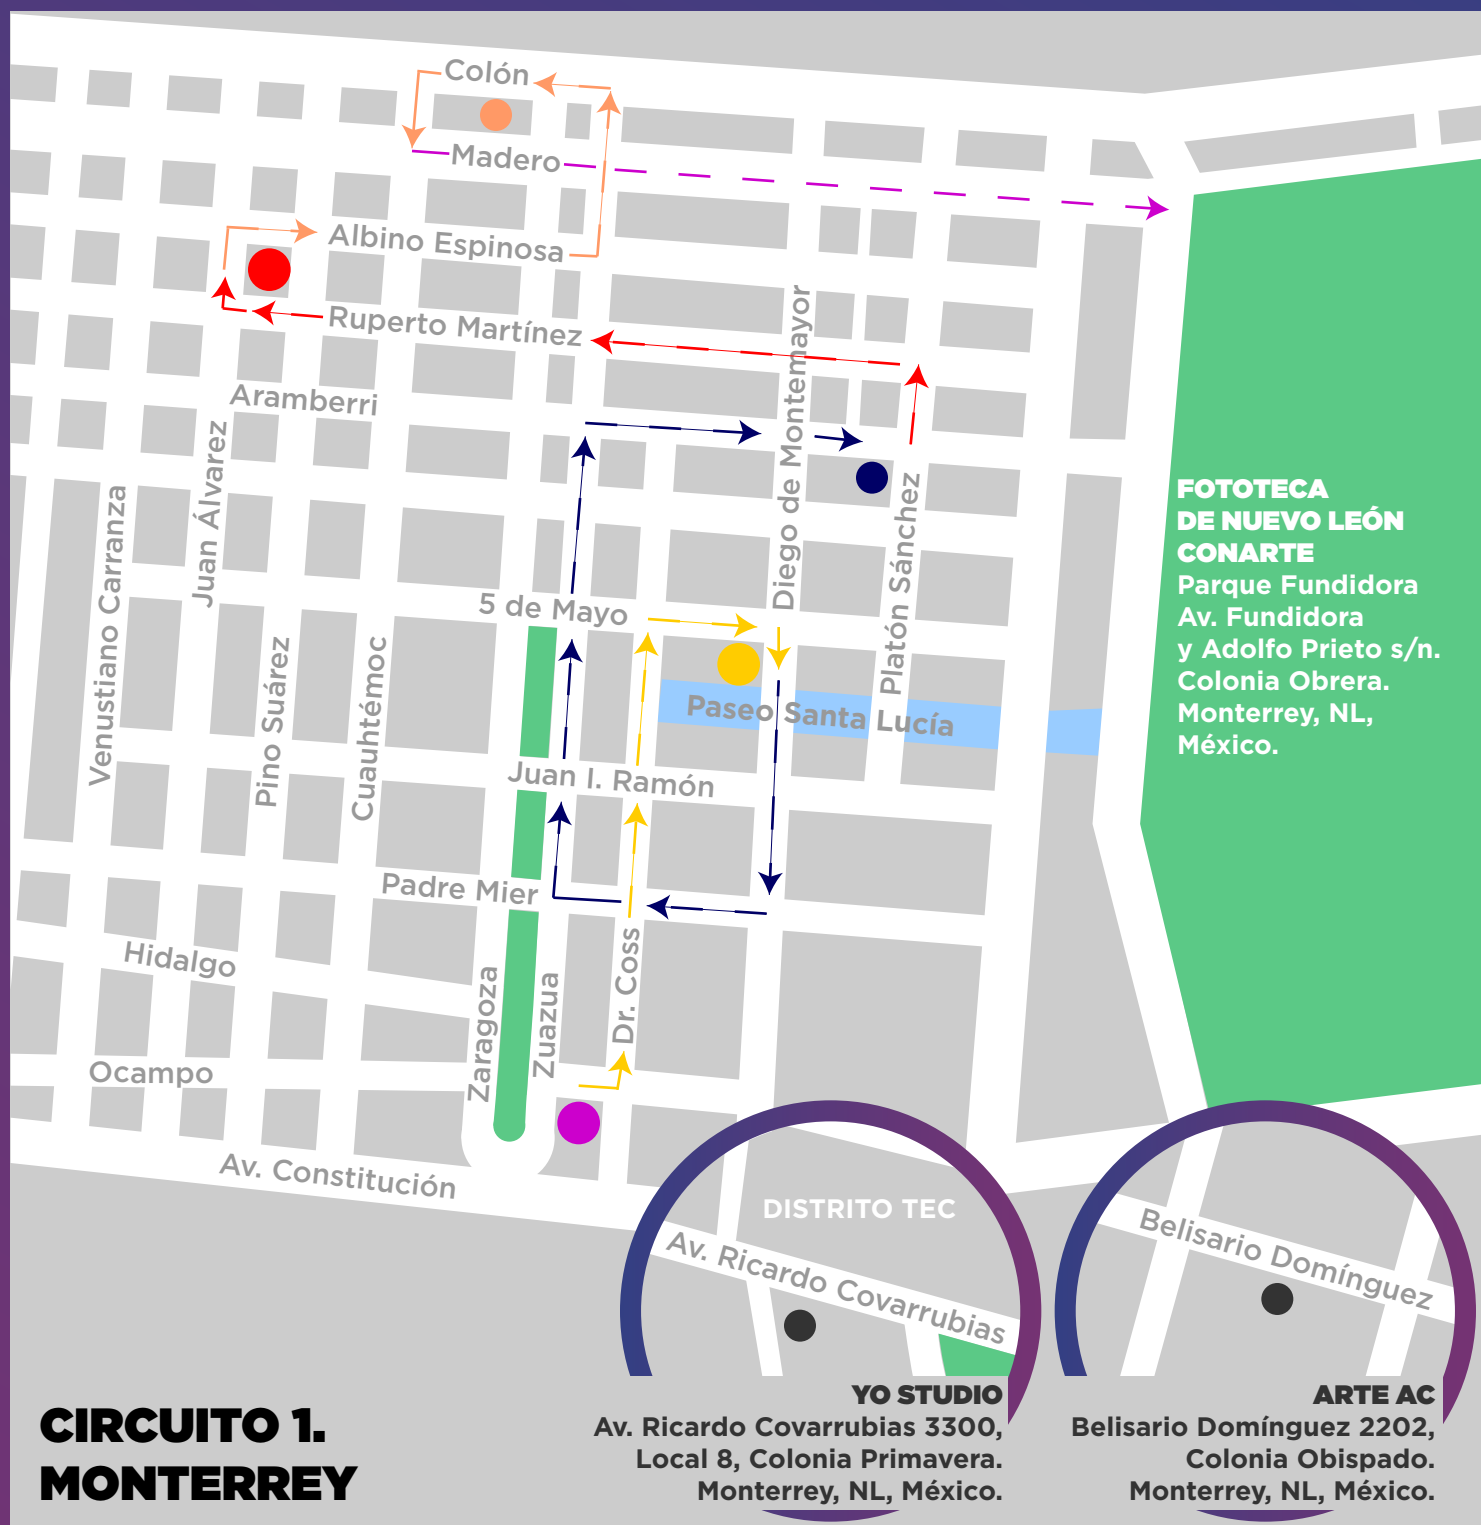 Colón
Madero
Albino Espinosa
Ruperto Martínez
Aramberri
Juan Álvarez
Venustiano Carranza
Pino Suárez
Cuauhtémoc
5 de Mayo
Diego de Montemayor
Platón Sánchez
Paseo Santa Lucía
Juan I. Ramón
Padre Mier
Hidalgo
Ocampo
Zaragoza
Zuazua
Dr. Coss
Av. Constitución
FOTOTECA
DE NUEVO LEÓN
CONARTE
Parque Fundidora
Av. Fundidora
y Adolfo Prieto s/n.
Colonia Obrera.
Monterrey, NL,
México.
DISTRITO TEC
Av. Ricardo Covarrubias
YO STUDIO
Av. Ricardo Covarrubias 3300,
Local 8, Colonia Primavera.
Monterrey, NL, México.
Belisario Domínguez
ARTE AC
Belisario Domínguez 2202,
Colonia Obispado.
Monterrey, NL, México.
CIRCUITO 1.
MONTERREY